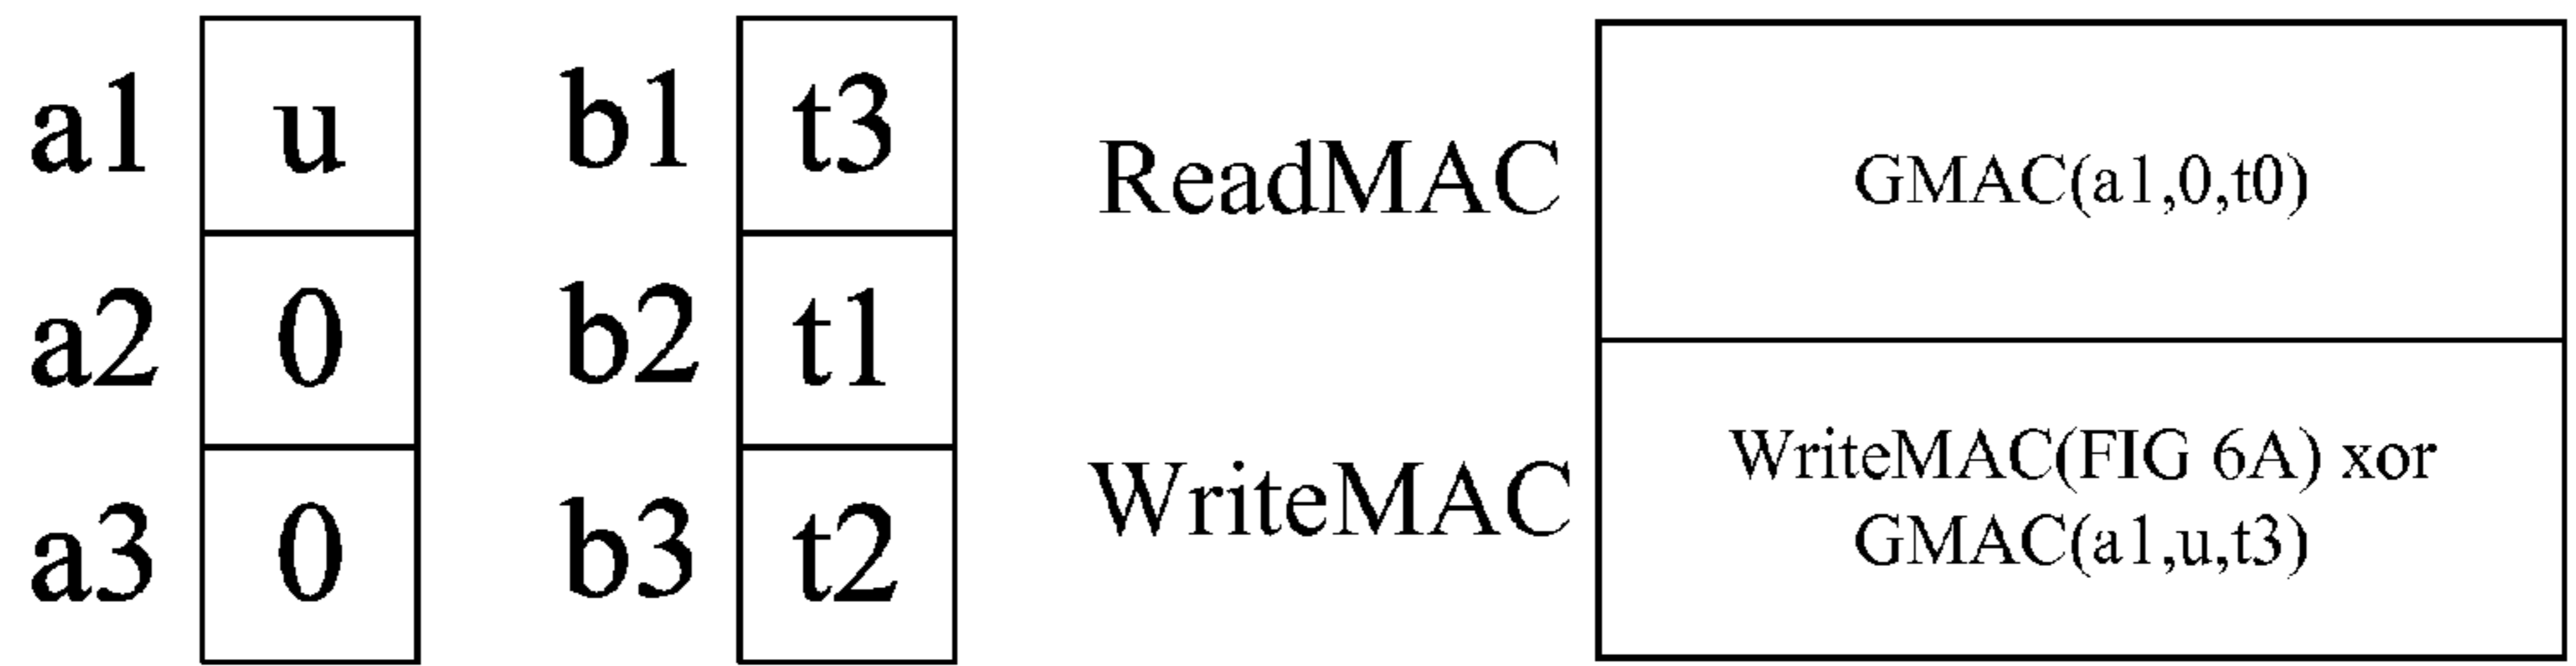 a1 u b1 t3
ReadMAC GMAC(a1,0,t0)
a2 0 b2 t1
a3 0 b3 t2
WriteMAC WriteMAC(FIG 6A) xor
GMAC(a1,u,t3)